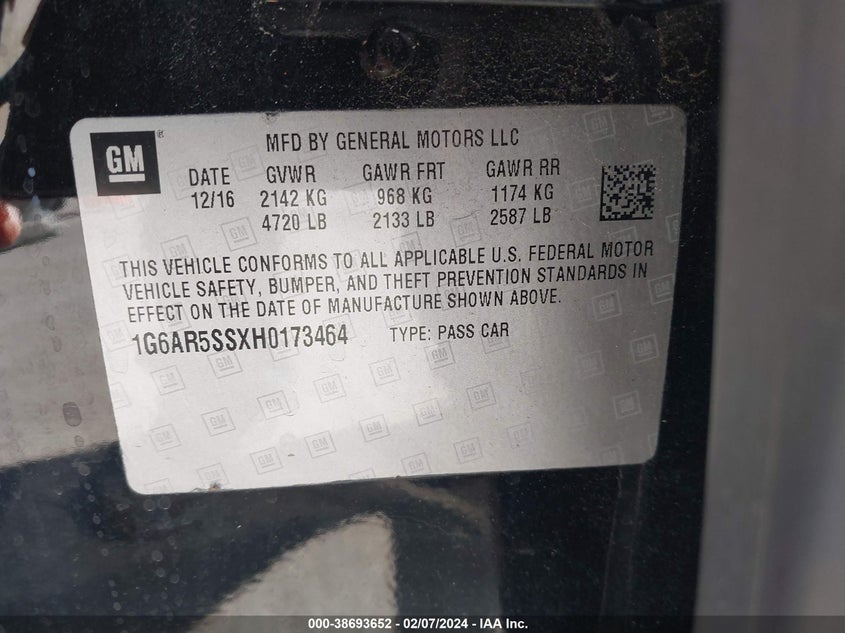 GM
MFD BY GENERAL MOTORS LLC
DATE GVWR GAWR FRT GAWR RR
12/16 2142 KG 968 KG 1174 KG
4720 LB 2133 LB 2587 LB
THIS VEHICLE CONFORMS TO ALL APPLICABLE U.S. FEDERAL MOTOR
VEHICLE SAFETY, BUMPER, AND THEFT PREVENTION STANDARDS IN
EFFECT ON THE DATE OF MANUFACTURE SHOWN ABOVE.
1G6AR5SSXH0173464 TYPE: PASS CAR
000-38693652 - 02/07/2024 - IAA Inc.